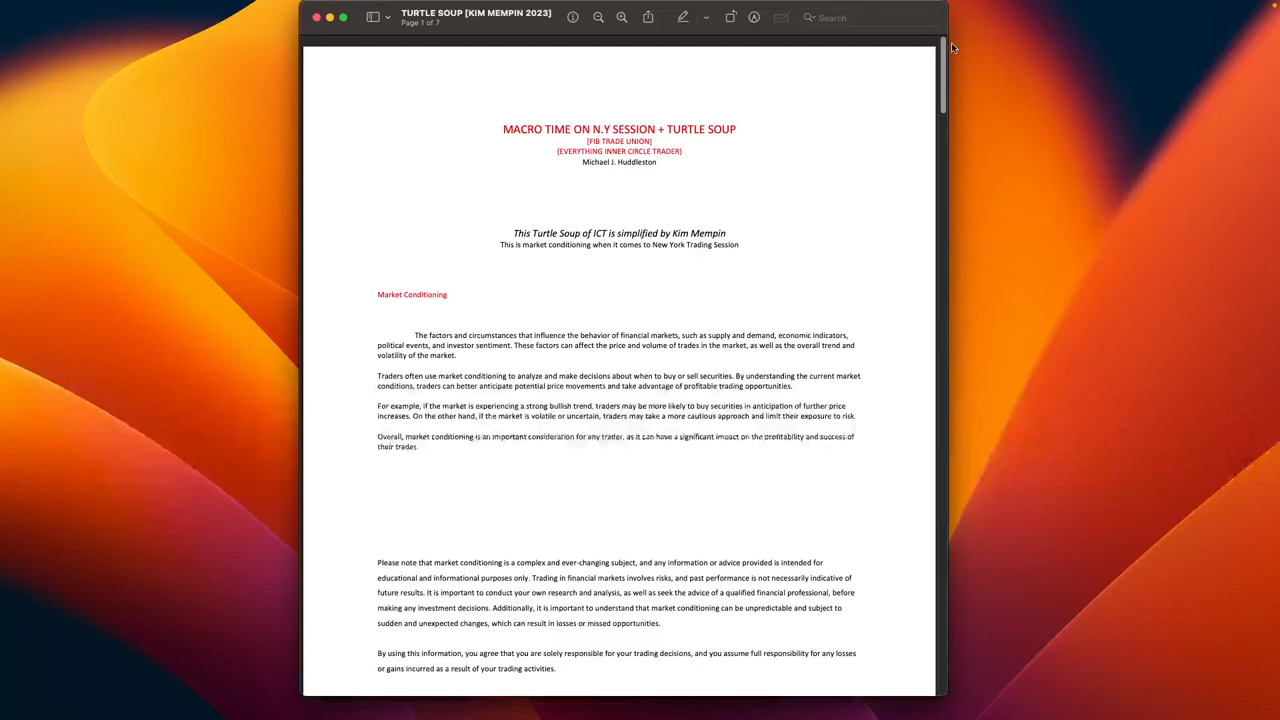 TURTLE SOUP [KIM MEMPIN 2023]
Page 1 of 7
Search
MACRO TIME ON N.Y SESSION + TURTLE SOUP
[FIB TRADE UNION]
(EVERYTHING INNER CIRCLE TRADER)
Michael J. Huddleston
This Turtle Soup of ICT is simplified by Kim Mempin
This is market conditioning when it comes to New York Trading Session
Market Conditioning
The factors and circumstances that influence the behavior of financial markets, such as supply and demand, economic indicators,
political events, and investor sentiment. These factors can affect the price and volume of trades in the market, as well as the overall trend and
volatility of the market.
Traders often use market conditioning to analyze and make decisions about when to buy or sell securities. By understanding the current market
conditions, traders can better anticipate potential price movements and take advantage of profitable trading opportunities.
For example, if the market is experiencing a strong bullish trend, traders may be more likely to buy securities in anticipation of further price
increases. On the other hand, if the market is volatile or uncertain, traders may take a more cautious approach and limit their exposure to risk.
Overall, market conditioning is an important consideration for any trader, as it can have a significant impact on the profitability and success of
their trades.
Please note that market conditioning is a complex and ever-changing subject, and any information or advice provided is intended for
educational and informational purposes only. Trading in financial markets involves risks, and past performance is not necessarily indicative of
future results. It is important to conduct your own research and analysis, as well as seek the advice of a qualified financial professional, before
making any investment decisions. Additionally, it is important to understand that market conditioning can be unpredictable and subject to
sudden and unexpected changes, which can result in losses or missed opportunities.
By using this information, you agree that you are solely responsible for your trading decisions, and you assume full responsibility for any losses
or gains incurred as a result of your trading activities.